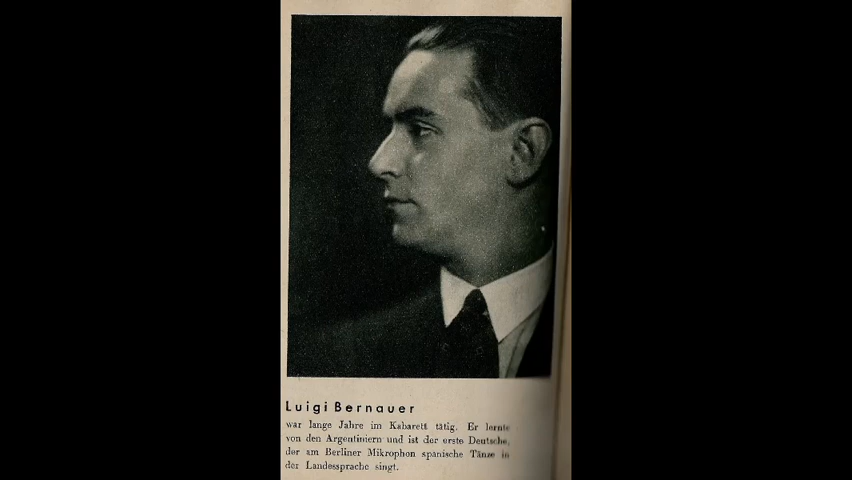 Luigi Bernauer
war lange Jahre im Kabarett tätig. Er lernte
von den Argentiniern und ist der erste Deutsche,
der am Berliner Mikrophon spanische Tänze in
der Landessprache singt.